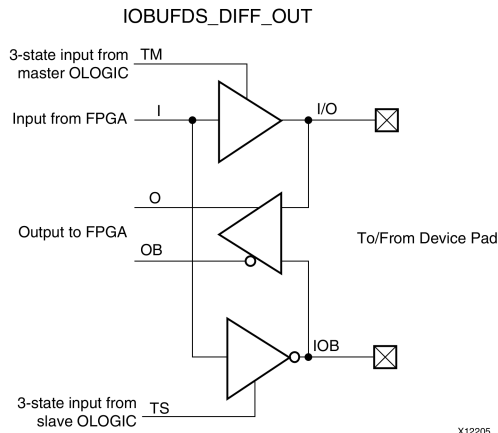 IOBUFDS_DIFF_OUT
3-state input from
master OLOGIC
TM
Input from FPGA
I
I/O
O
Output to FPGA
OB
To/From Device Pad
IOB
3-state input from
slave OLOGIC
TS
X12205